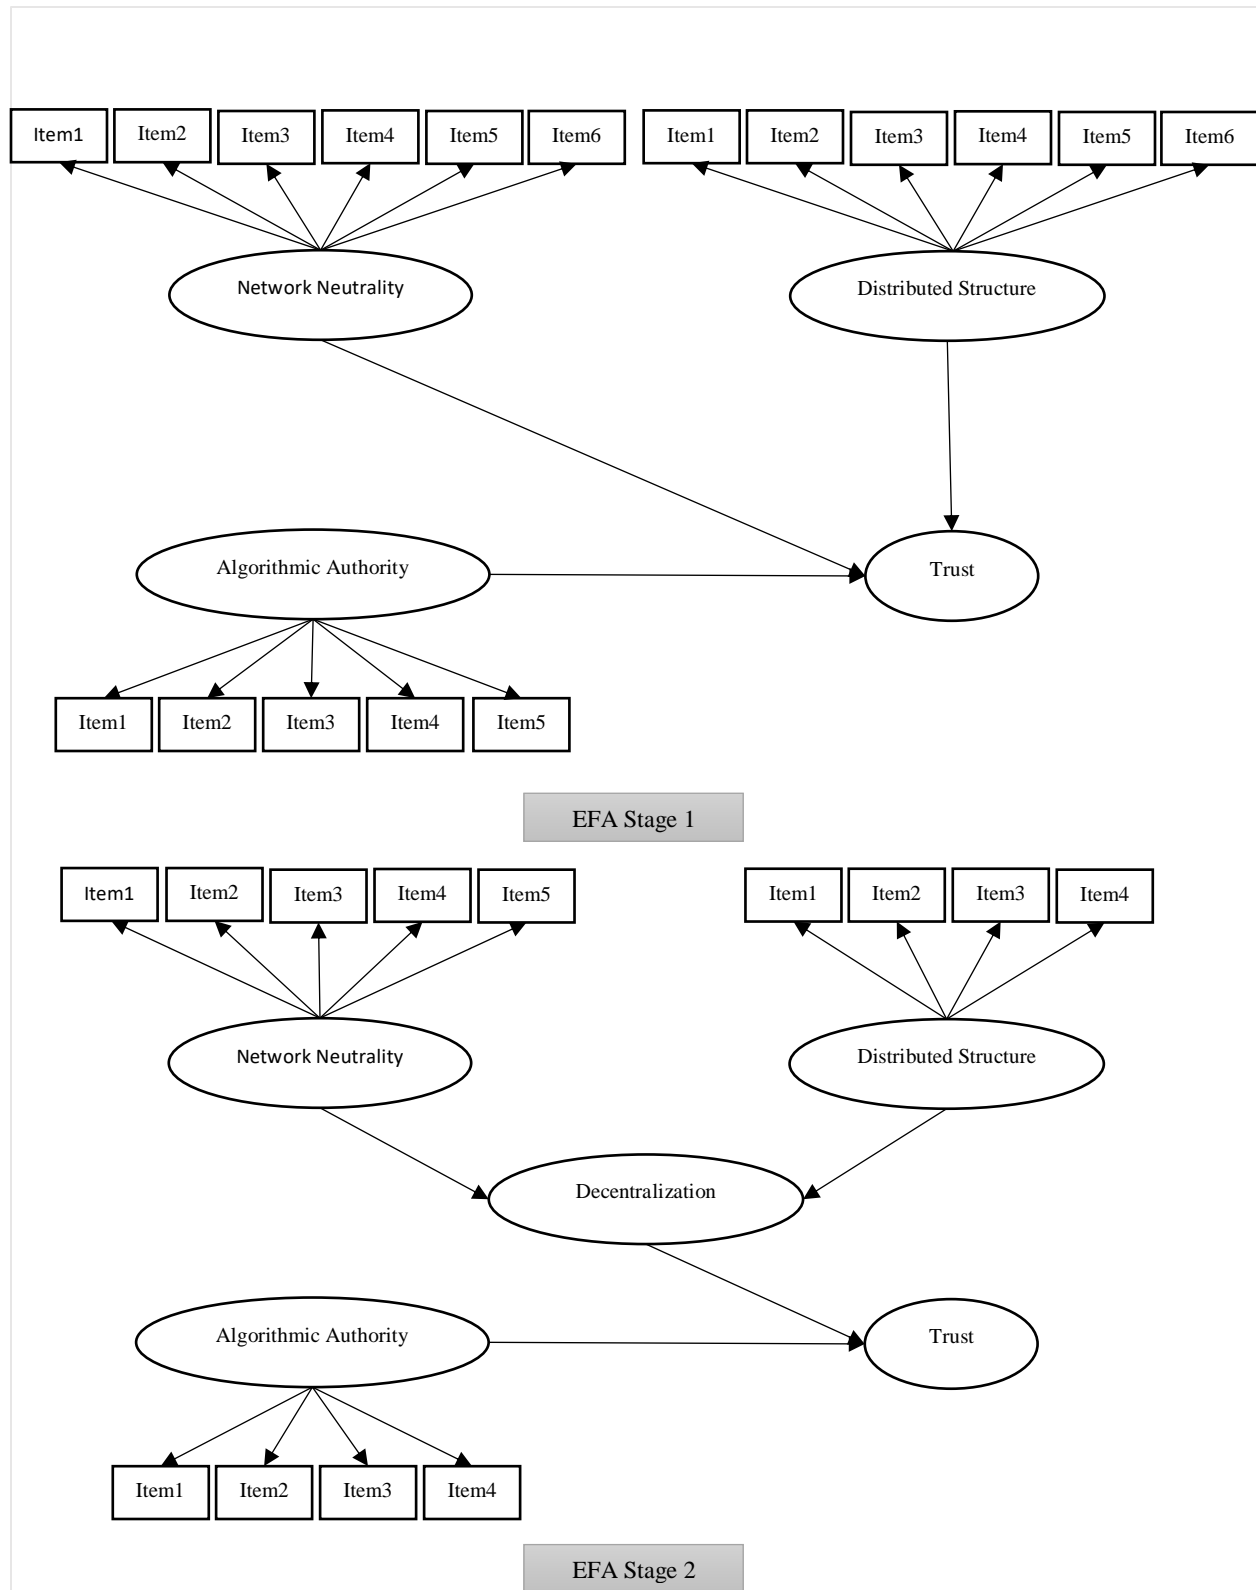 Item1 Item2 Item3 Item4 Item5 Item6 Item1 Item2 Item3 Item4 Item5 Item6
Network Neutrality Distributed Structure
Algorithmic Authority Trust
Item1 Item2 Item3 Item4 Item5
EFA Stage 1
Item1 Item2 Item3 Item4 Item5 Item1 Item2 Item3 Item4
Network Neutrality Distributed Structure
Decentralization
Algorithmic Authority Trust
Item1 Item2 Item3 Item4
EFA Stage 2